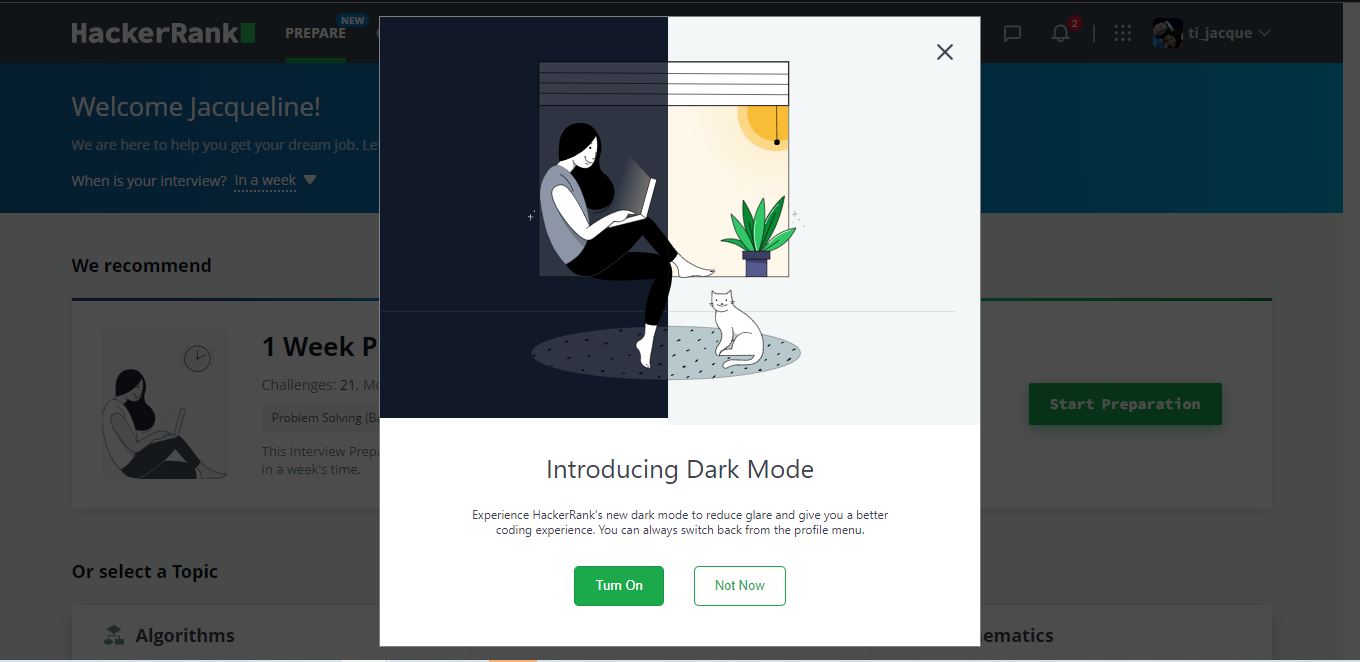 HackerRank
NEW
PREPARE
2
ti_jacque
Welcome Jacqueline!
We are here to help you get your dream job.
When is your interview? In a week
We recommend
1 Week
Challenges: 21,
Problem Solving
This Interview
in a week's time.
Start Preparation
Introducing Dark Mode
Experience HackerRank's new dark mode to reduce glare and give you a better
coding experience. You can always switch back from the profile menu.
Turn On
Not Now
Or select a Topic
Algorithms
ematics